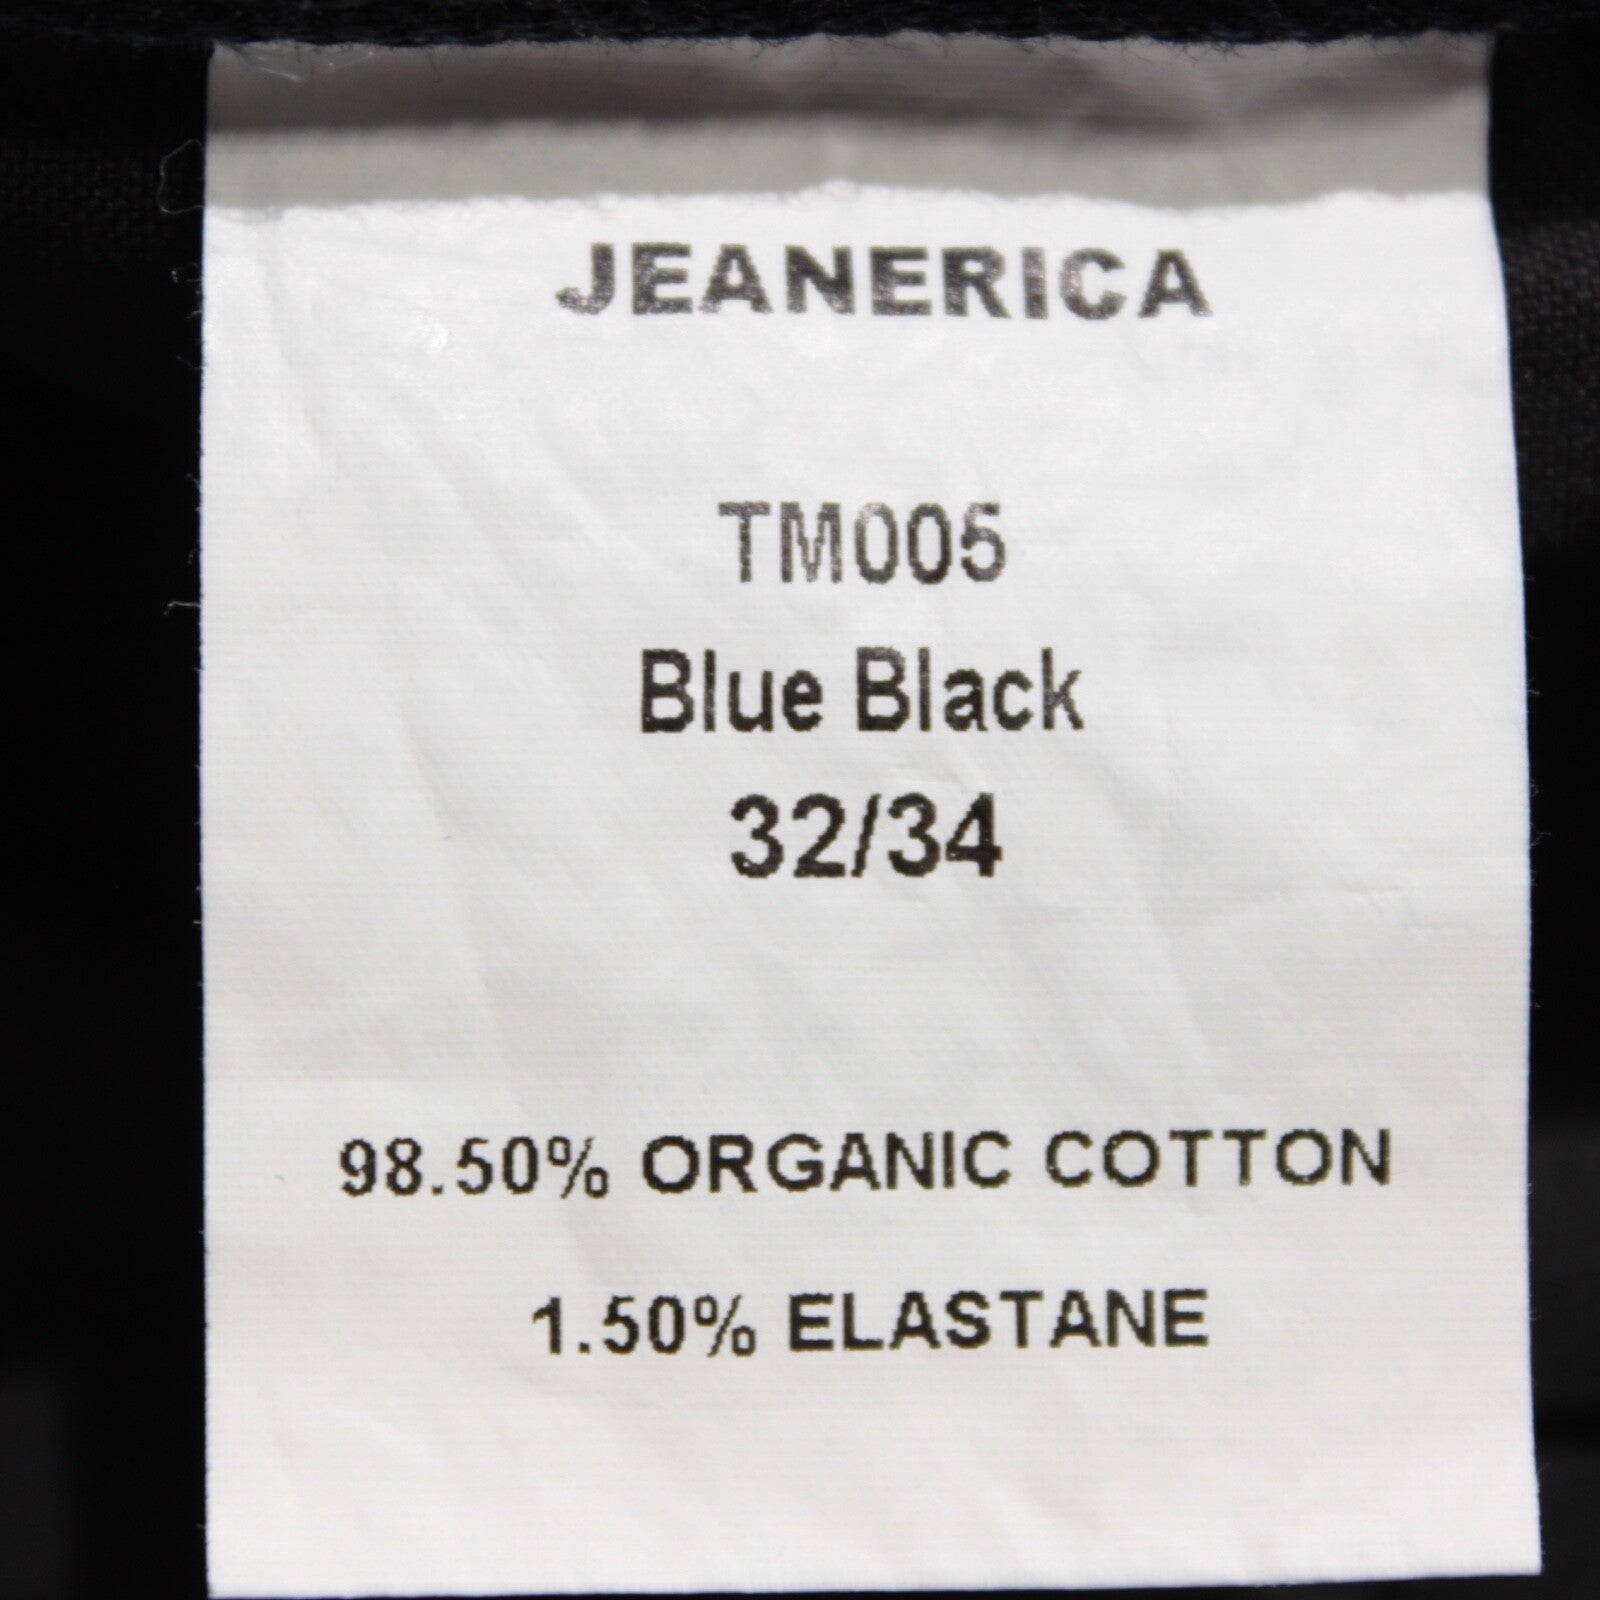 JEANERICA
TM005
Blue Black
32/34
98.50% ORGANIC COTTON
1.50% ELASTANE